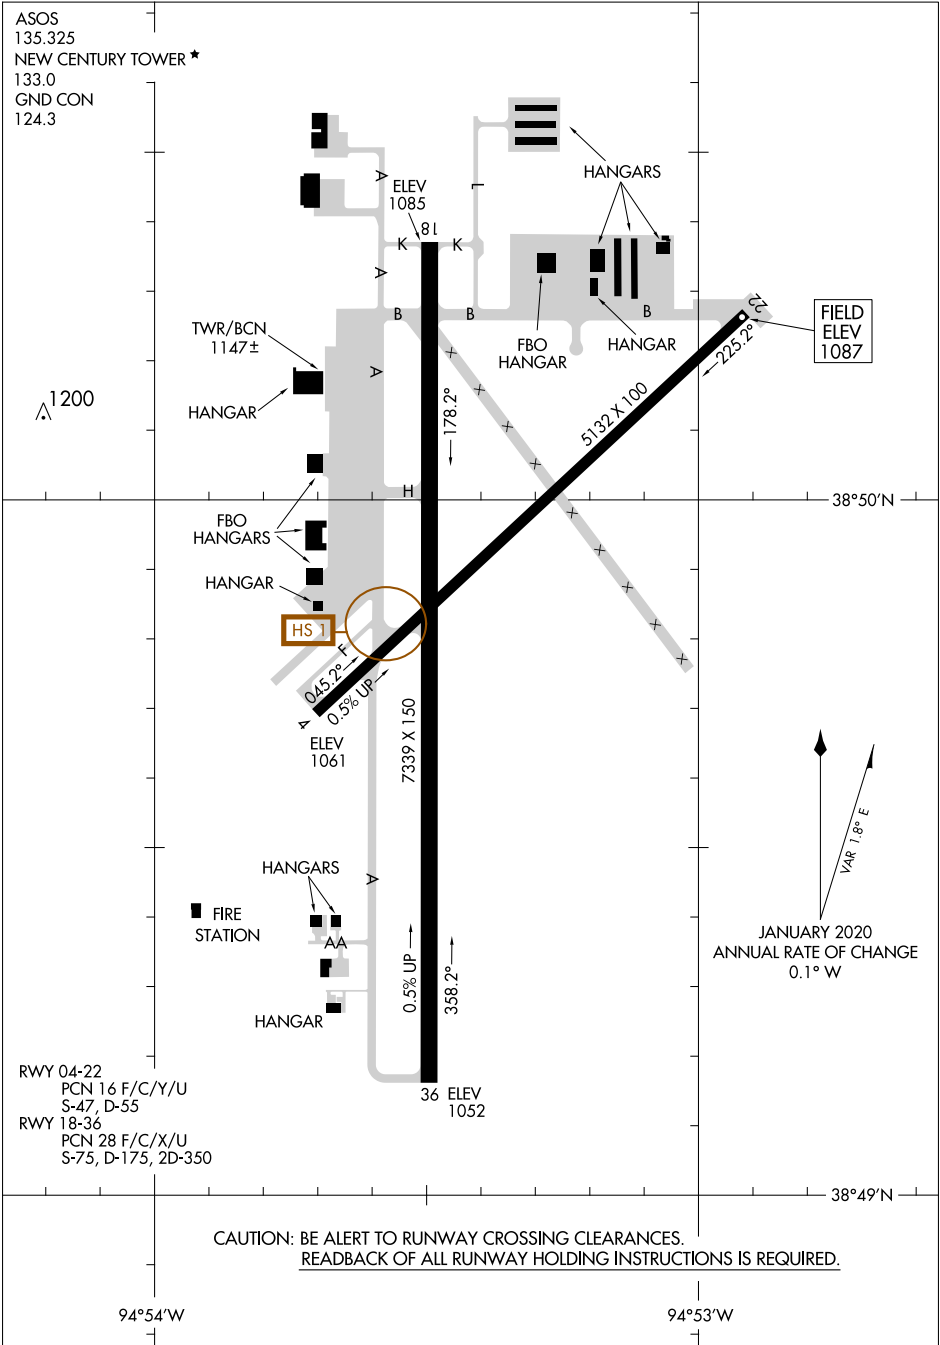 ASOS
135.325
NEW CENTURY TOWER ★
133.0
GND CON
124.3
A
ELEV
1085
L
HANGARS
18
K
K
A
22
B
B
B
FIELD
ELEV
1087
TWR/BCN
1147±
FBO
HANGAR
HANGAR
225.2°
A
1200
HANGAR
178.2°
X
X
X
X
5132 X 100
H
38°50'N
FBO
HANGARS
X
X
HANGAR
X
HS 1
X
X
F
045.2°
0.5% UP
4
ELEV
1061
7339 X 150
VAR 1.8° E
HANGARS
A
FIRE
STATION
AA
JANUARY 2020
ANNUAL RATE OF CHANGE
0.1° W
0.5% UP
358.2°
HANGAR
36
ELEV
1052
RWY 04-22
PCN 16 F/C/Y/U
S-47, D-55
RWY 18-36
PCN 28 F/C/X/U
S-75, D-175, 2D-350
38°49'N
CAUTION: BE ALERT TO RUNWAY CROSSING CLEARANCES.
READBACK OF ALL RUNWAY HOLDING INSTRUCTIONS IS REQUIRED.
94°54'W
94°53'W